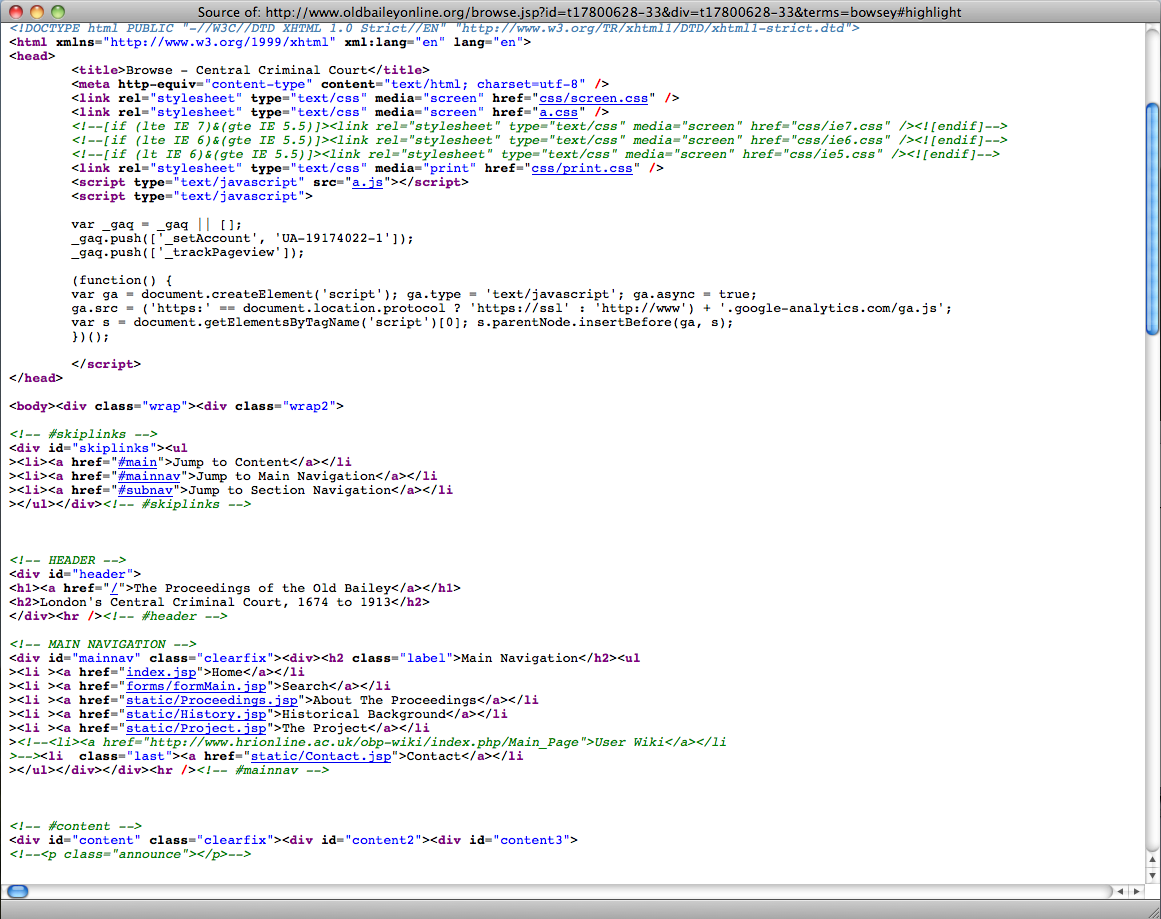 Source of: http://www.oldbaileyonline.org/browse.jsp?id=t17800628-33&div=t17800628-33&terms=bowsey#highlight
<!DOCTYPE html PUBLIC "-//W3C//DTD XHTML 1.0 Strict//EN" "http://www.w3.org/TR/xhtml1/DTD/xhtml1-strict.dtd">
<html xmlns="http://www.w3.org/1999/xhtml" xml:lang="en" lang="en">
<head>
<title>Browse - Central Criminal Court</title>
<meta http-equiv="content-type" content="text/html; charset=utf-8" />
<link rel="stylesheet" type="text/css" media="screen" href="css/screen.css" />
<link rel="stylesheet" type="text/css" media="screen" href="a.css" />
<!--[if (lte IE 7)&(gte IE 5.5)]><link rel="stylesheet" type="text/css" media="screen" href="css/ie7.css" /><![endif]-->
<!--[if (lte IE 6)&(gte IE 5.5)]><link rel="stylesheet" type="text/css" media="screen" href="css/ie6.css" /><![endif]-->
<!--[if (lt IE 6)&(gte IE 5.5)]><link rel="stylesheet" type="text/css" media="screen" href="css/ie5.css" /><![endif]-->
<link rel="stylesheet" type="text/css" media="print" href="css/print.css" />
<script type="text/javascript" src="a.js"></script>
<script type="text/javascript">
var _gaq = _gaq || [];
_gaq.push(['_setAccount', 'UA-19174022-1']);
_gaq.push(['_trackPageview']);
(function() {
var ga = document.createElement('script'); ga.type = 'text/javascript'; ga.async = true;
ga.src = ('https:' == document.location.protocol ? 'https://ssl' : 'http://www') + '.google-analytics.com/ga.js';
var s = document.getElementsByTagName('script')[0]; s.parentNode.insertBefore(ga, s);
})();
</script>
</head>
<body><div class="wrap"><div class="wrap2">
<!-- #skiplinks -->
<div id="skiplinks"><ul
><li><a href="#main">Jump to Content</a></li
><li><a href="#mainnav">Jump to Main Navigation</a></li
><li><a href="#subnav">Jump to Section Navigation</a></li
></ul></div><!-- #skiplinks -->
<!-- HEADER -->
<div id="header">
<h1><a href="/">The Proceedings of the Old Bailey</a></h1>
<h2>London's Central Criminal Court, 1674 to 1913</h2>
</div><hr /><!-- #header -->
<!-- MAIN NAVIGATION -->
<div id="mainnav" class="clearfix"><div><h2 class="label">Main Navigation</h2><ul
><li ><a href="index.jsp">Home</a></li
><li ><a href="forms/formMain.jsp">Search</a></li
><li ><a href="static/Proceedings.jsp">About The Proceedings</a></li
><li ><a href="static/History.jsp">Historical Background</a></li
><li ><a href="static/Project.jsp">The Project</a></li
><!--<li><a href="http://www.hrionline.ac.uk/obp-wiki/index.php/Main_Page">User Wiki</a></li
>--><li  class="last"><a href="static/Contact.jsp">Contact</a></li
></ul></div></div><hr /><!-- #mainnav -->
<!-- #content -->
<div id="content" class="clearfix"><div id="content2"><div id="content3">
<!--<p class="announce"></p>-->